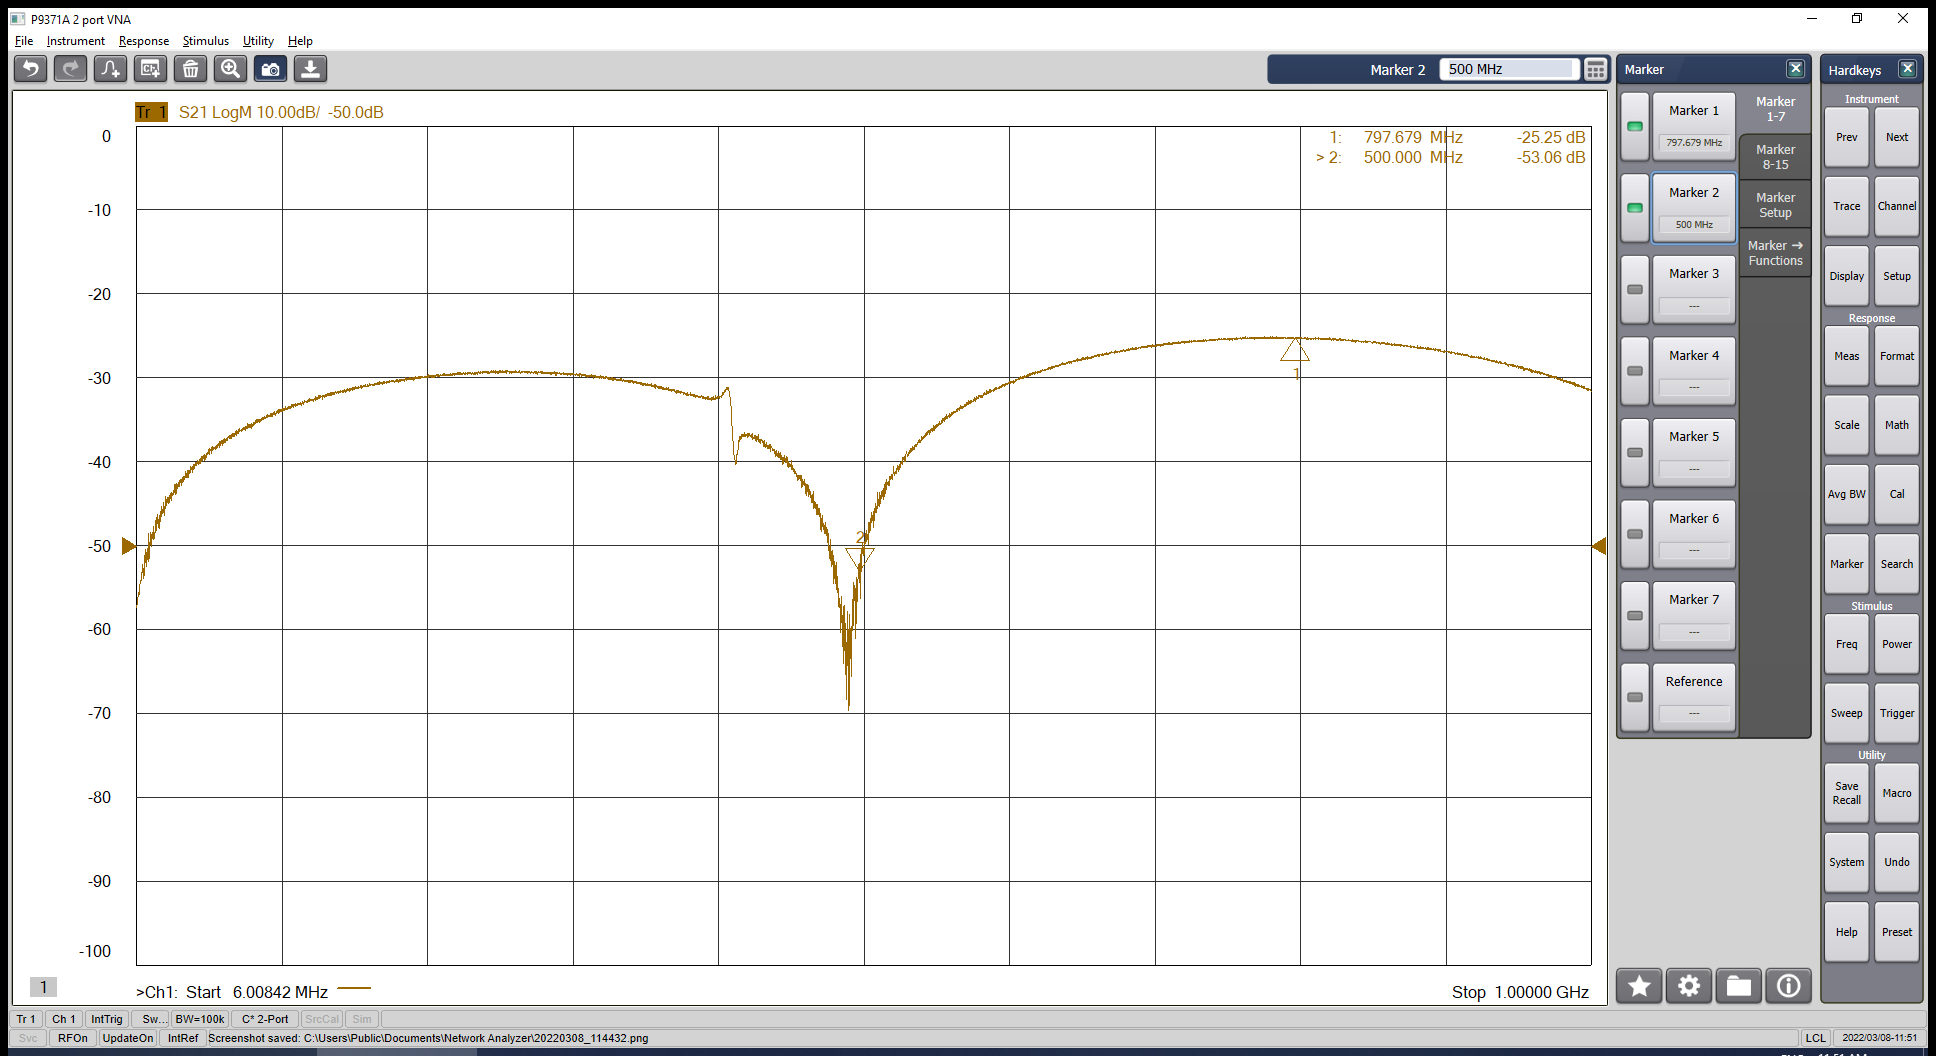 P9371A 2 port VNA
File Instrument Response Stimulus Utility Help
Marker 2 500 MHz
Tr 1 S21 LogM 10.00dB/ -50.0dB
1: 797.679 MHz -25.25 dB
> 2: 500.000 MHz -53.06 dB
0
-10
-20
-30
-40
-50
-60
-70
-80
-90
-100
1
2
1
>Ch1: Start 6.00842 MHz
Stop 1.00000 GHz
Marker
Marker 1
797.679 MHz
Marker 2
500 MHz
Marker 3
---
Marker 4
---
Marker 5
---
Marker 6
---
Marker 7
---
Reference
---
Marker
1-7
Marker
8-15
Marker
Setup
Marker →
Functions
Hardkeys
Instrument
Prev Next
Trace Channel
Display Setup
Response
Meas Format
Scale Math
Avg BW Cal
Marker Search
Stimulus
Freq Power
Sweep Trigger
Utility
Save
Recall
Macro
System Undo
Help Preset
Tr 1 Ch 1 IntTrig Sw... BW=100k C* 2-Port SrcCal Sim
Svc RFOn UpdateOn IntRef Screenshot saved: C:\Users\Public\Documents\Network Analyzer\20220308_114432.png LCL 2022/03/08-11:51